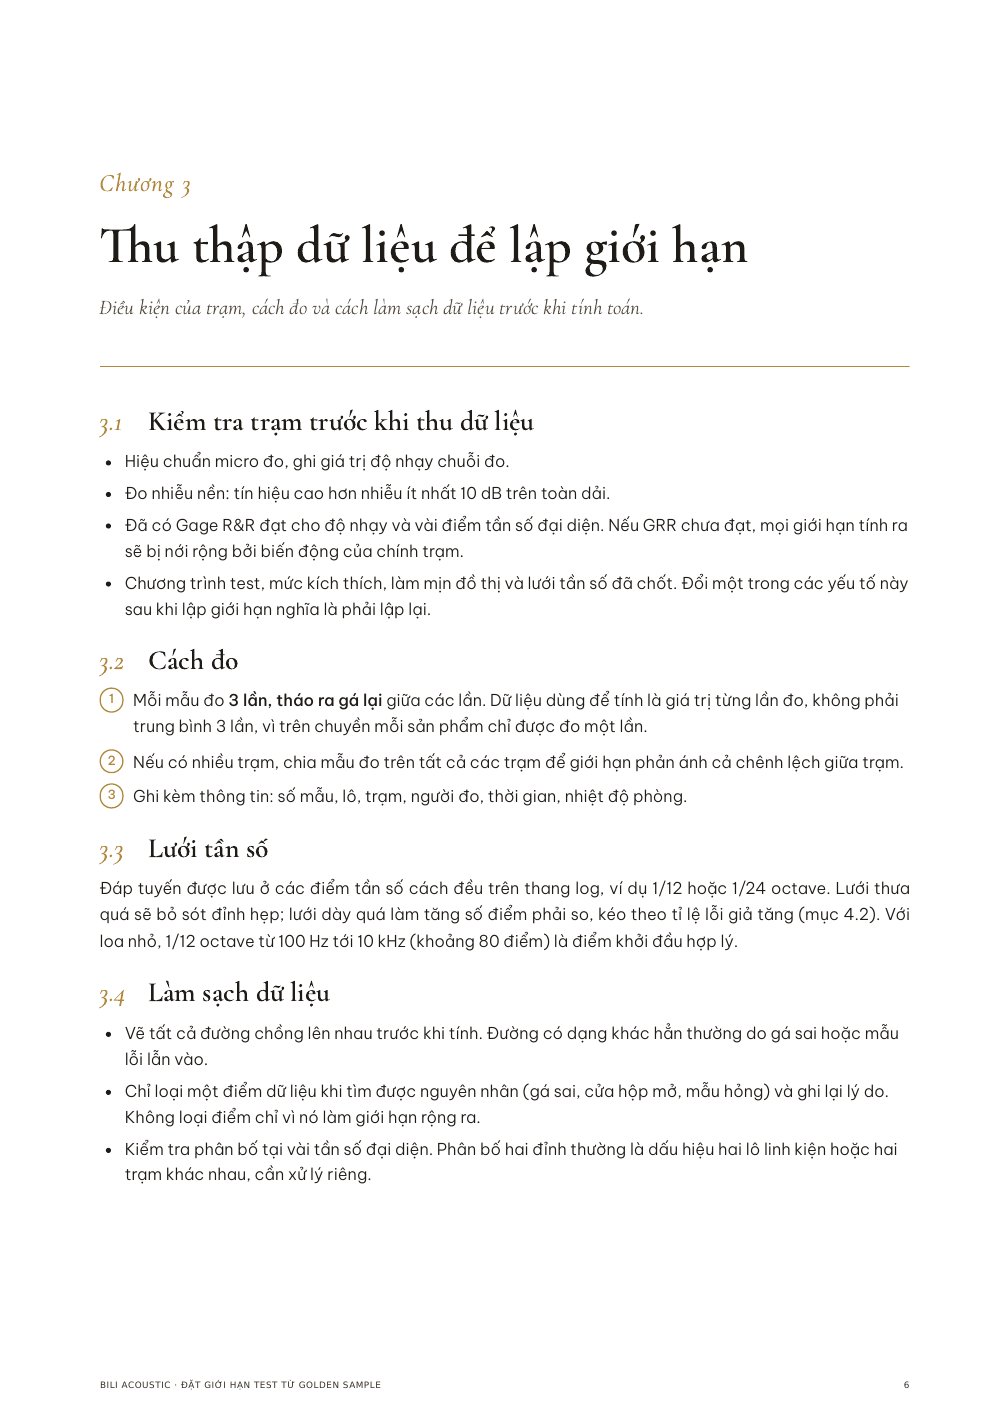 Chương 3
Thu thập dữ liệu để lập giới hạn
Điều kiện của trạm, cách đo và cách làm sạch dữ liệu trước khi tính toán.
3.1 Kiểm tra trạm trước khi thu dữ liệu
• Hiệu chuẩn micro đo, ghi giá trị độ nhạy chuỗi đo.
• Đo nhiễu nền: tín hiệu cao hơn nhiễu ít nhất 10 dB trên toàn dải.
• Đã có Gage R&R đạt cho độ nhạy và vài điểm tần số đại diện. Nếu GRR chưa đạt, mọi giới hạn tính ra
sẽ bị nới rộng bởi biến động của chính trạm.
• Chương trình test, mức kích thích, làm mịn đồ thị và lưới tần số đã chốt. Đổi một trong các yếu tố này
sau khi lập giới hạn nghĩa là phải lập lại.
3.2 Cách đo
1 Mỗi mẫu đo 3 lần, tháo ra gá lại giữa các lần. Dữ liệu dùng để tính là giá trị từng lần đo, không phải
trung bình 3 lần, vì trên chuyền mỗi sản phẩm chỉ được đo một lần.
2 Nếu có nhiều trạm, chia mẫu đo trên tất cả các trạm để giới hạn phản ánh cả chênh lệch giữa trạm.
3 Ghi kèm thông tin: số mẫu, lô, trạm, người đo, thời gian, nhiệt độ phòng.
3.3 Lưới tần số
Đáp tuyến được lưu ở các điểm tần số cách đều trên thang log, ví dụ 1/12 hoặc 1/24 octave. Lưới thưa
quá sẽ bỏ sót đỉnh hẹp; lưới dày quá làm tăng số điểm phải so, kéo theo tỉ lệ lỗi giả tăng (mục 4.2). Với
loa nhỏ, 1/12 octave từ 100 Hz tới 10 kHz (khoảng 80 điểm) là điểm khởi đầu hợp lý.
3.4 Làm sạch dữ liệu
• Vẽ tất cả đường chồng lên nhau trước khi tính. Đường có dạng khác hẳn thường do gá sai hoặc mẫu
lỗi lẫn vào.
• Chỉ loại một điểm dữ liệu khi tìm được nguyên nhân (gá sai, cửa hộp mở, mẫu hỏng) và ghi lại lý do.
Không loại điểm chỉ vì nó làm giới hạn rộng ra.
• Kiểm tra phân bố tại vài tần số đại diện. Phân bố hai đỉnh thường là dấu hiệu hai lô linh kiện hoặc hai
trạm khác nhau, cần xử lý riêng.
BILI ACOUSTIC · ĐẶT GIỚI HẠN TEST TỪ GOLDEN SAMPLE 6